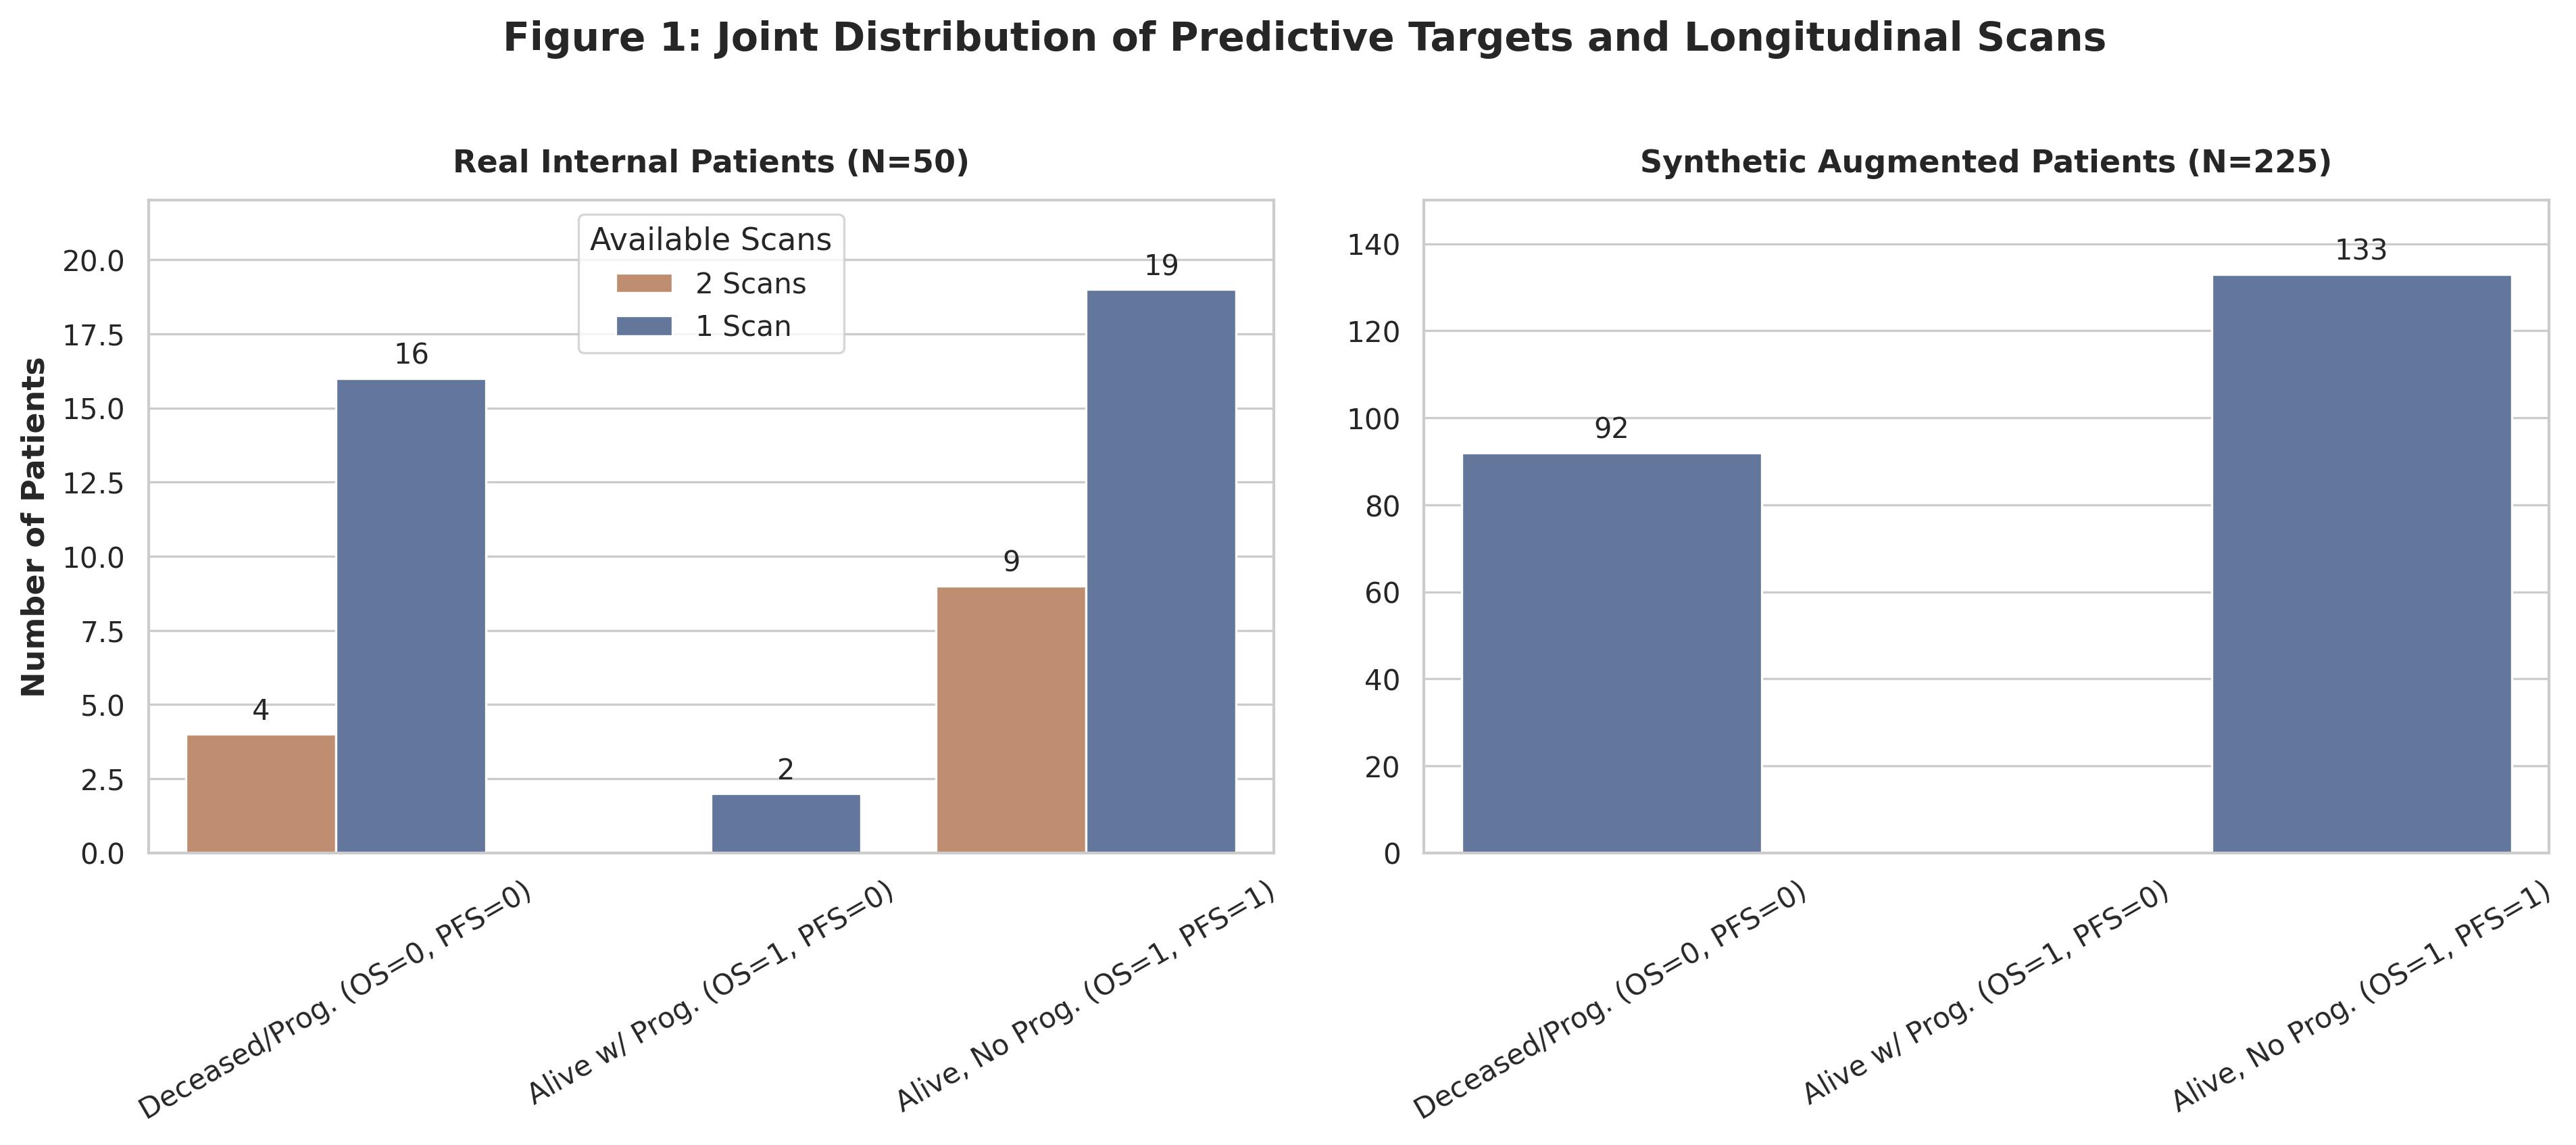 Figure 1: Joint Distribution of Predictive Targets and Longitudinal Scans
Real Internal Patients (N=50)
Number of Patients
20.0
17.5
15.0
12.5
10.0
7.5
5.0
2.5
0.0
Available Scans
2 Scans
1 Scan
4
16
2
9
19
Deceased/Prog. (OS=0, PFS=0)
Alive w/ Prog. (OS=1, PFS=0)
Alive, No Prog. (OS=1, PFS=1)
Synthetic Augmented Patients (N=225)
140
120
100
80
60
40
20
0
92
133
Deceased/Prog. (OS=0, PFS=0)
Alive w/ Prog. (OS=1, PFS=0)
Alive, No Prog. (OS=1, PFS=1)